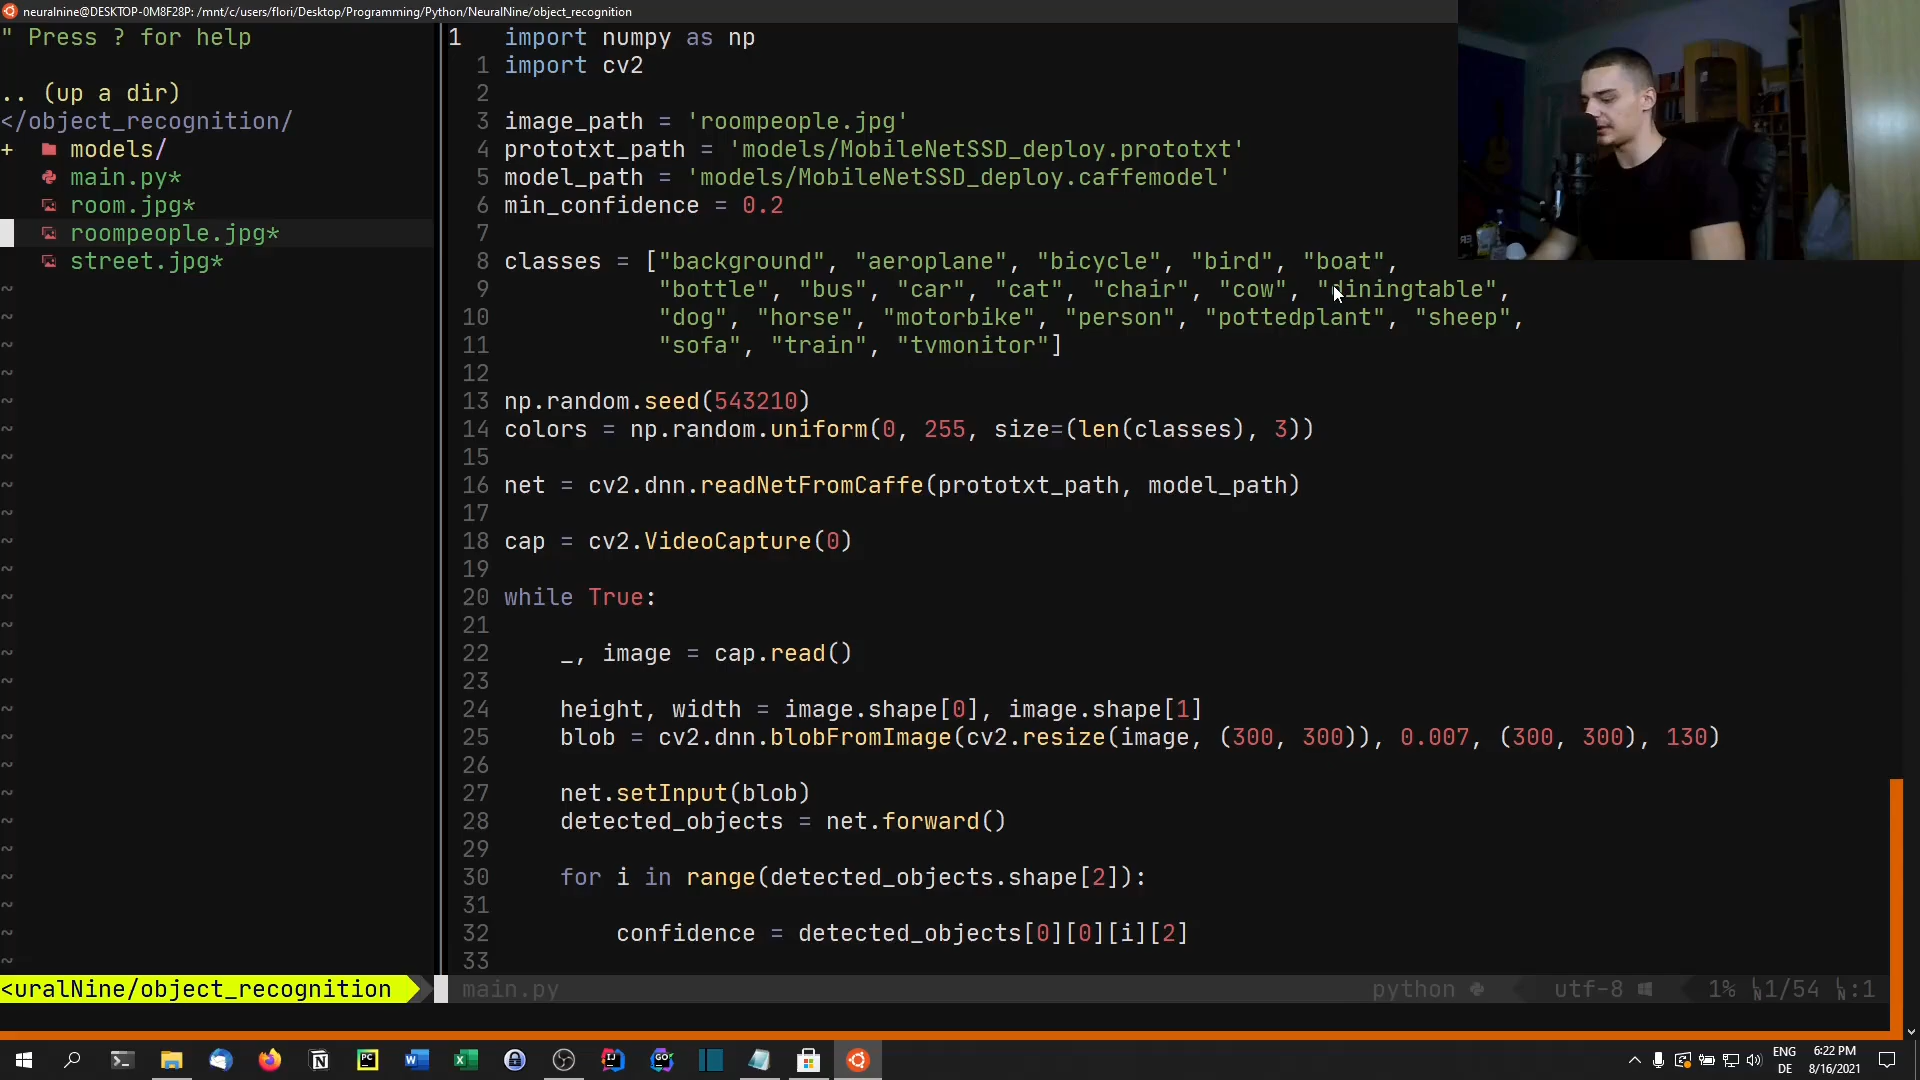 neuralnine@DESKTOP-0M8F28P: /mnt/c/users/flori/Desktop/Programming/Python/NeuralNine/object_recognition
" Press ? for help
.. (up a dir)
</object_recognition/
+ models/
main.py*
room.jpg*
roompeople.jpg*
street.jpg*
1 import numpy as np
1 import cv2
2
3 image_path = 'roompeople.jpg'
4 prototxt_path = 'models/MobileNetSSD_deploy.prototxt'
5 model_path = 'models/MobileNetSSD_deploy.caffemodel'
6 min_confidence = 0.2
7
8 classes = ["background", "aeroplane", "bicycle", "bird", "boat",
9 "bottle", "bus", "car", "cat", "chair", "cow", "diningtable",
10 "dog", "horse", "motorbike", "person", "pottedplant", "sheep",
11 "sofa", "train", "tvmonitor"]
12
13 np.random.seed(543210)
14 colors = np.random.uniform(0, 255, size=(len(classes), 3))
15
16 net = cv2.dnn.readNetFromCaffe(prototxt_path, model_path)
17
18 cap = cv2.VideoCapture(0)
19
20 while True:
21
22 _, image = cap.read()
23
24 height, width = image.shape[0], image.shape[1]
25 blob = cv2.dnn.blobFromImage(cv2.resize(image, (300, 300)), 0.007, (300, 300), 130)
26
27 net.setInput(blob)
28 detected_objects = net.forward()
29
30 for i in range(detected_objects.shape[2]):
31
32 confidence = detected_objects[0][0][i][2]
33
<uralNine/object_recognition main.py python utf-8 1% 1/54 :1
ENG
DE
6:22 PM
8/16/2021